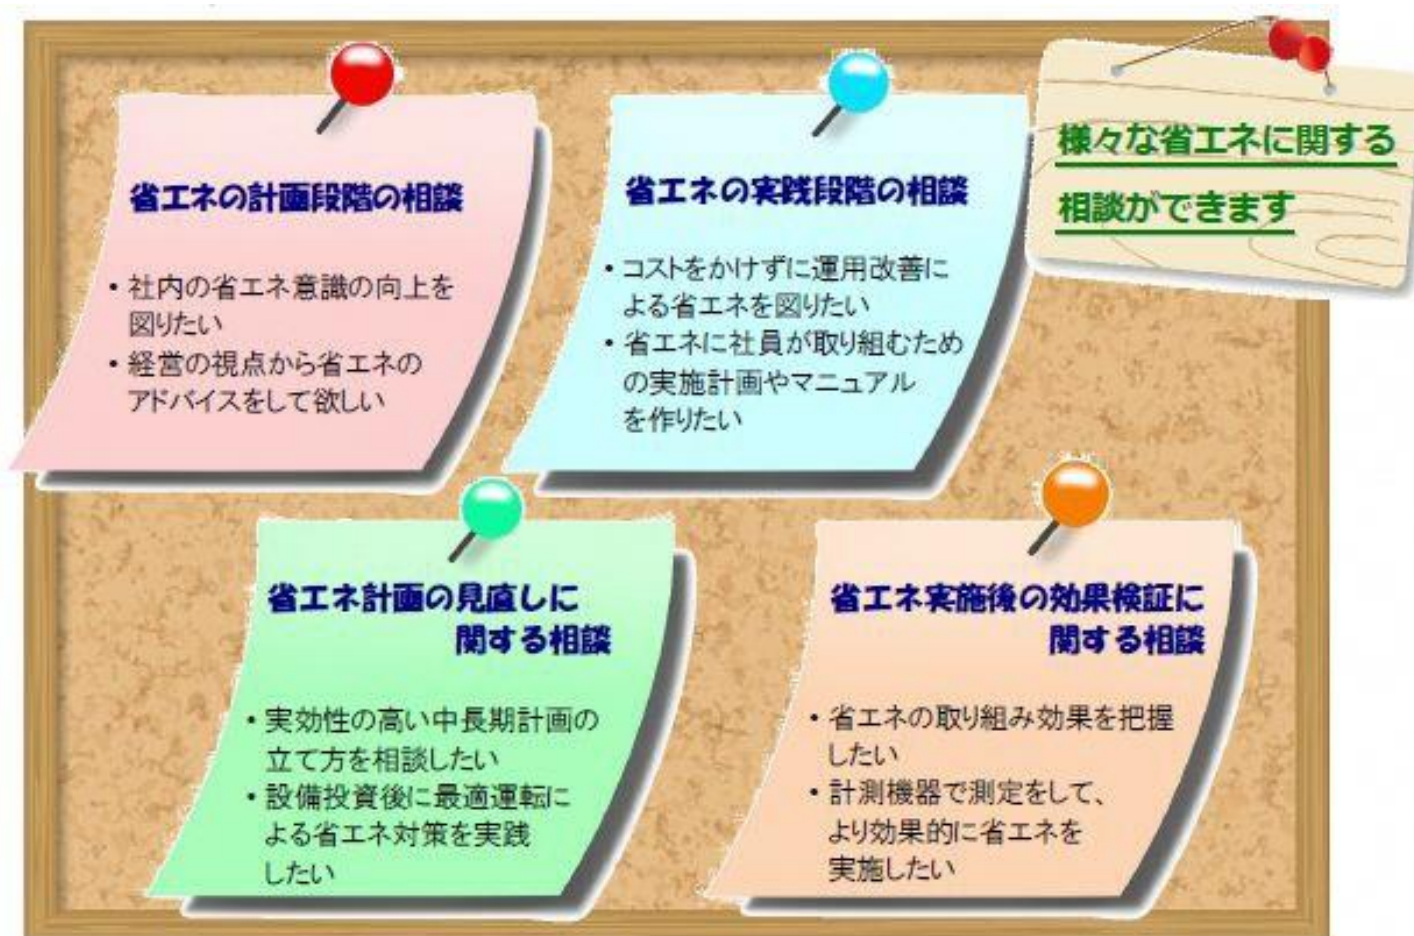 様々な省エネに関する
相談ができます
省エネの計画段階の相談
・社内の省エネ意識の向上を
図りたい
・経営の視点から省エネの
アドバイスをして欲しい
省エネの実践段階の相談
・コストをかけずに運用改善に
よる省エネを図りたい
・省エネに社員が取り組むため
の実施計画やマニュアル
を作りたい
省エネ計画の見直しに
関する相談
・実効性の高い中長期計画の
立て方を相談したい
・設備投資後に最適運転に
よる省エネ対策を実践
したい
省エネ実施後の効果検証に
関する相談
・省エネの取り組み効果を把握
したい
・計測機器で測定をして、
より効果的に省エネを
実施したい